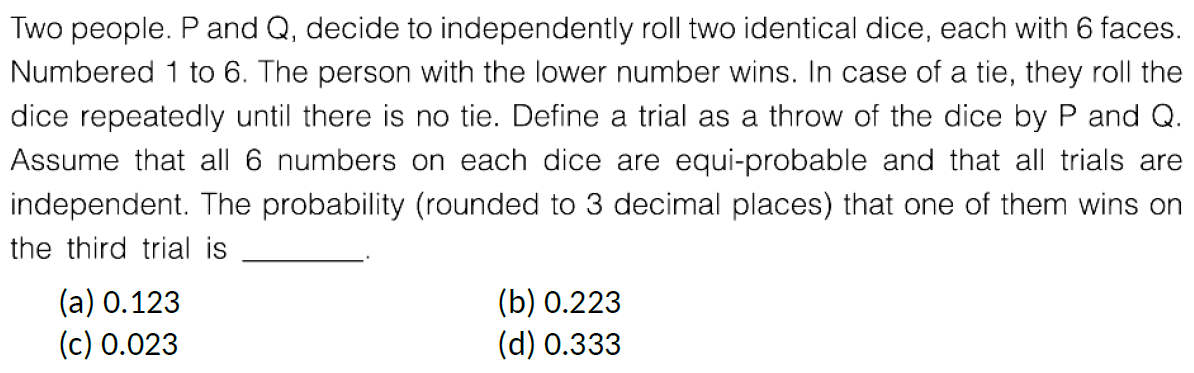 Two people. P and Q, decide to independently roll two identical dice, each with 6 faces.
Numbered 1 to 6. The person with the lower number wins. In case of a tie, they roll the
dice repeatedly until there is no tie. Define a trial as a throw of the dice by P and Q.
Assume that all 6 numbers on each dice are equi-probable and that all trials are
independent. The probability (rounded to 3 decimal places) that one of them wins on
the third trial is ________.
(a) 0.123 (b) 0.223
(c) 0.023 (d) 0.333